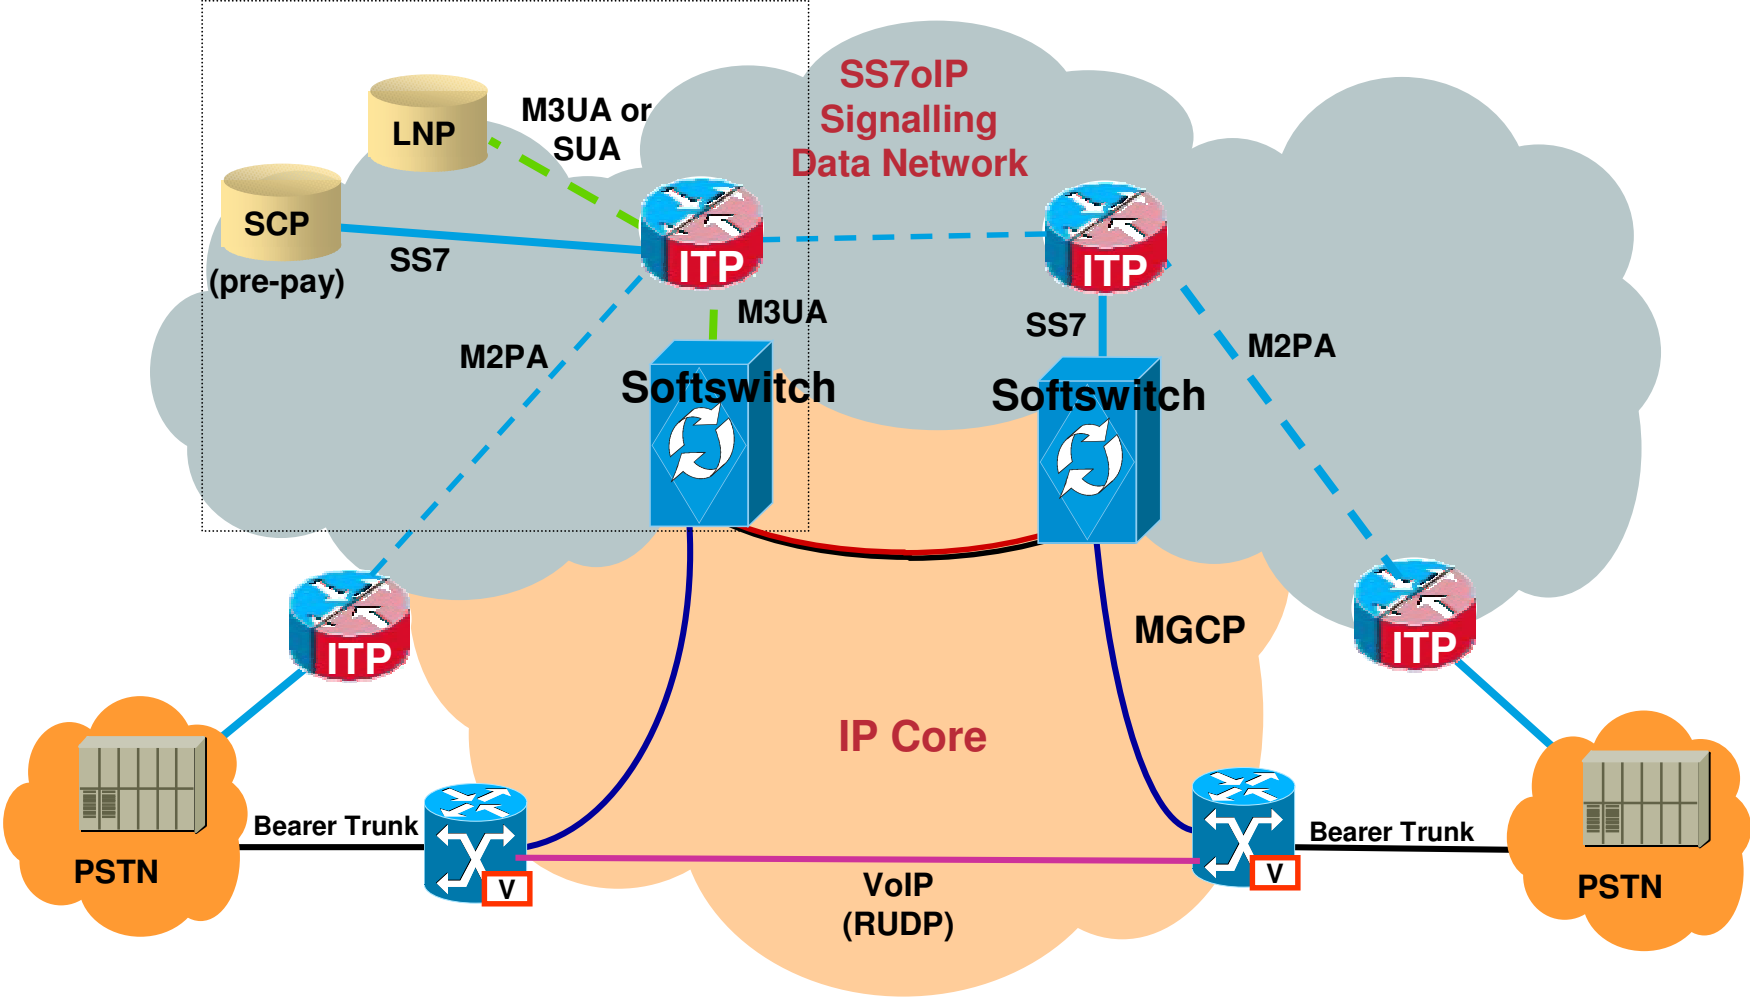 SS7oIP
Signalling
Data Network
M3UA or
SUA
LNP
SCP
(pre-pay)
SS7
ITP
ITP
M3UA
SS7
M2PA
M2PA
Softswitch
Softswitch
ITP
ITP
MGCP
IP Core
Bearer Trunk
Bearer Trunk
PSTN
PSTN
V
V
VoIP
(RUDP)